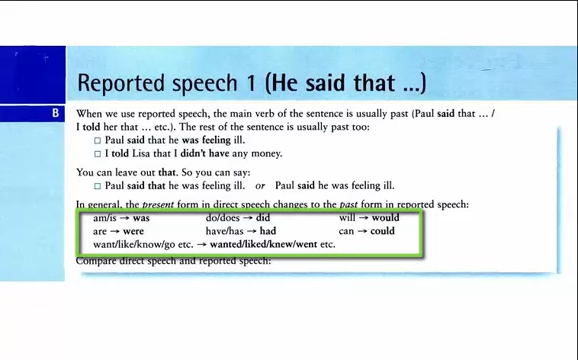 Reported speech 1 (He said that ...)
B
When we use reported speech, the main verb of the sentence is usually past (Paul said that ... /
I told her that ... etc.). The rest of the sentence is usually past too:
□ Paul said that he was feeling ill.
□ I told Lisa that I didn't have any money.
You can leave out that. So you can say:
□ Paul said that he was feeling ill. or Paul said he was feeling ill.
In general, the present form in direct speech changes to the past form in reported speech:
am/is → was do/does → did will → would
are → were have/has → had can → could
want/like/know/go etc. → wanted/liked/knew/went etc.
Compare direct speech and reported speech: